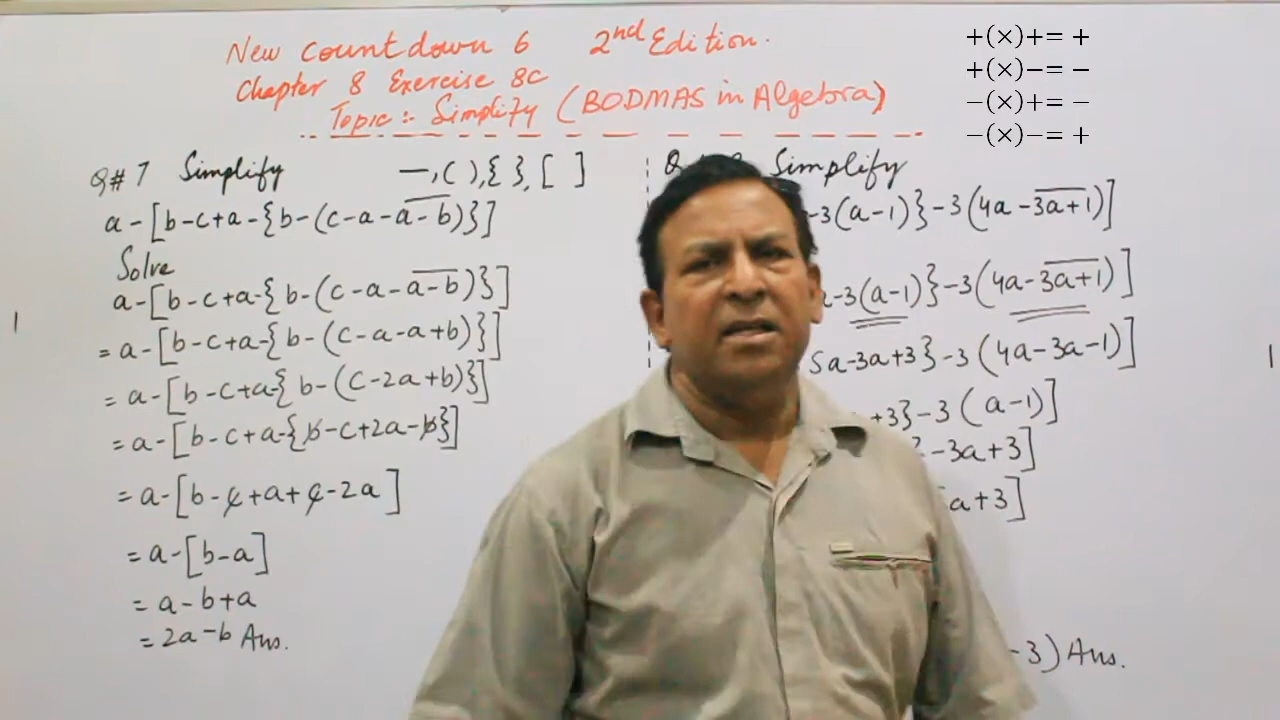 New Countdown 6 2nd Edition.
Chapter 8 Exercise 8C
Topic:- Simplify (BODMAS in Algebra)
+(×)+= +
+(×)−= −
−(×)+= −
−(×)−= +
Q#7 Simplify —,( ),{ },[ ]
a-[b-c+a-{b-(c-a-a̅-̅b̅)}]
Solve
a-[b-c+a-{b-(c-a-a̅-̅b̅)}]
=a-[b-c+a-{b-(c-a-a+b)}]
=a-[b-c+a-{b-(c-2a+b)}]
=a-[b-c+a-{b-c+2a-b}]
=a-[b-c+a+c-2a]
=a-[b-a]
=a-b+a
=2a-b Ans.
Simplify
-3(a-1)}-3(4a-3̅a̅+̅1̅)]
-3(a-1)}-3(4a-3̅a̅+̅1̅)]
5a-3a+3}-3(4a-3a-1)]
+3}-3(a-1)]
}-3a+3]
a+3]
-3) Ans.